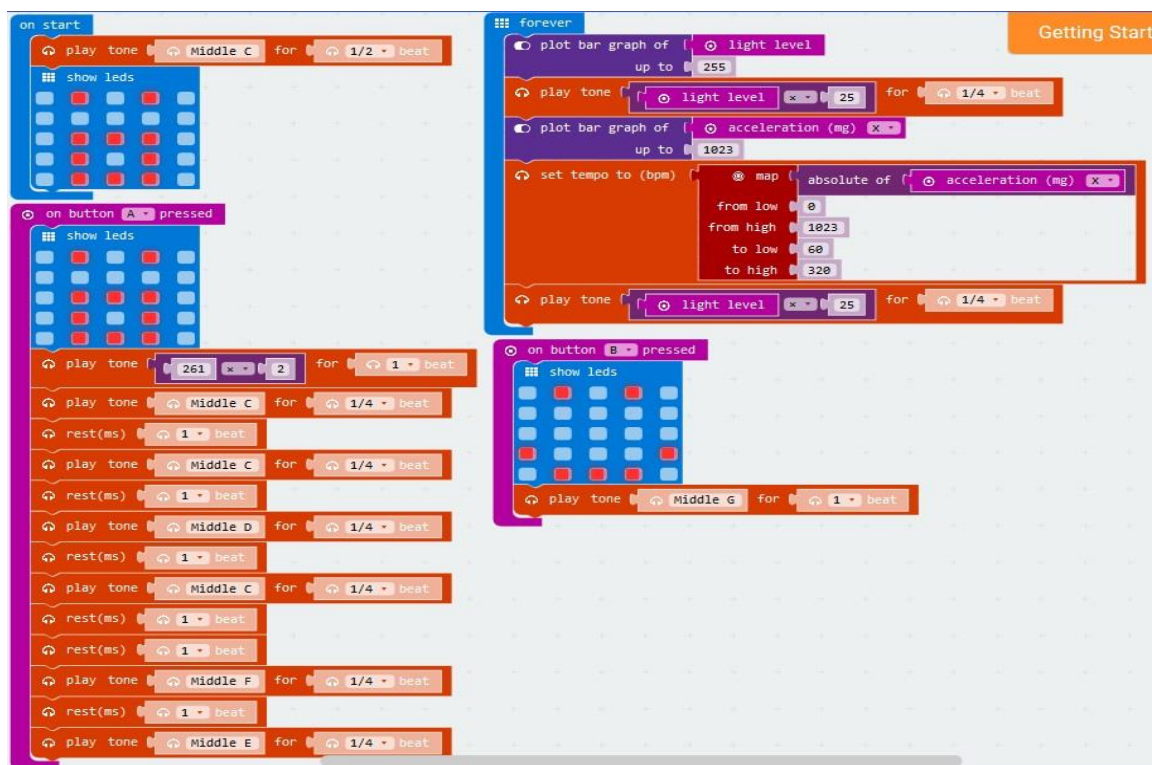 on start
play tone Middle C for 1/2 beat
show leds
on button A pressed
show leds
play tone 261 × 2 for 1 beat
play tone Middle C for 1/4 beat
rest(ms) 1 beat
play tone Middle C for 1/4 beat
rest(ms) 1 beat
play tone Middle D for 1/4 beat
rest(ms) 1 beat
play tone Middle C for 1/4 beat
rest(ms) 1 beat
rest(ms) 1 beat
play tone Middle F for 1/4 beat
rest(ms) 1 beat
play tone Middle E for 1/4 beat
forever
plot bar graph of light level
up to 255
play tone light level × 25 for 1/4 beat
plot bar graph of acceleration (mg) X
up to 1023
set tempo to (bpm) map absolute of acceleration (mg) X
from low 0
from high 1023
to low 60
to high 320
play tone light level × 25 for 1/4 beat
on button B pressed
show leds
play tone Middle G for 1 beat
Getting Start